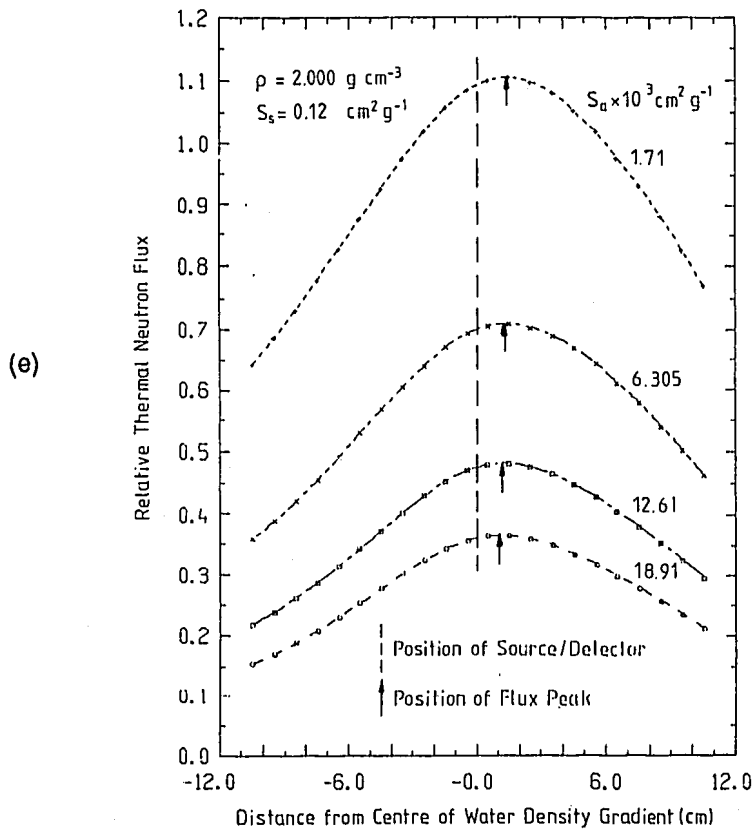 (e)
Relative Thermal Neutron Flux
1.2
1.1
1.0
0.9
0.8
0.7
0.6
0.5
0.4
0.3
0.2
0.1
0.0
ρ = 2.000 g cm⁻³
Sₛ = 0.12 cm² g⁻¹
Sₐ × 10³ cm² g⁻¹
1.71
6.305
12.61
18.91
Position of Source/Detector
Position of Flux Peak
-12.0 -6.0 -0.0 6.0 12.0
Distance from Centre of Water Density Gradient (cm)